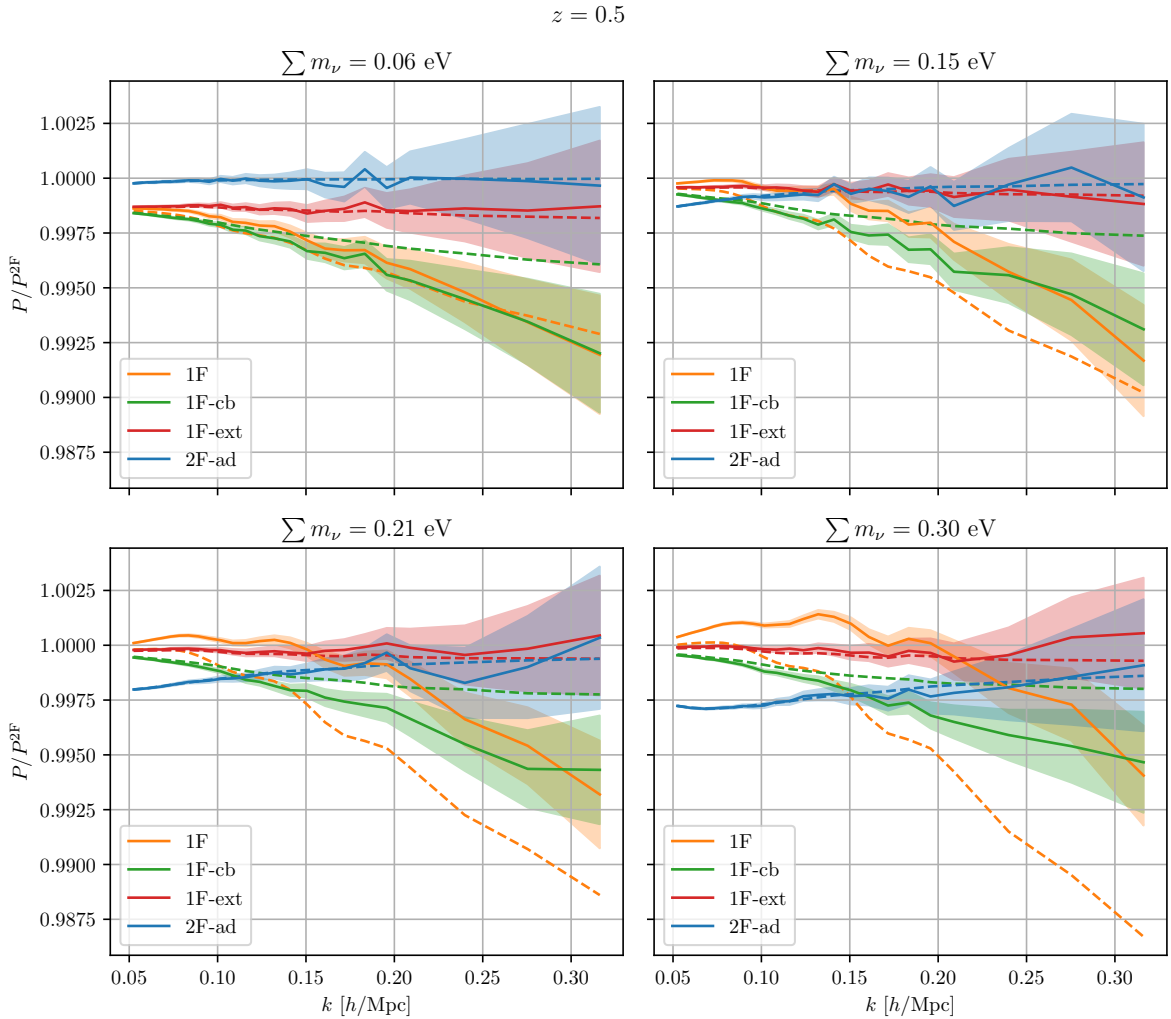 z = 0.5
∑ m_ν = 0.06 eV
∑ m_ν = 0.15 eV
P/P^{2F}
1.0025
1.0000
0.9975
0.9950
0.9925
0.9900
0.9875
1F
1F-cb
1F-ext
2F-ad
1F
1F-cb
1F-ext
2F-ad
∑ m_ν = 0.21 eV
∑ m_ν = 0.30 eV
P/P^{2F}
1.0025
1.0000
0.9975
0.9950
0.9925
0.9900
0.9875
1F
1F-cb
1F-ext
2F-ad
1F
1F-cb
1F-ext
2F-ad
0.05 0.10 0.15 0.20 0.25 0.30
0.05 0.10 0.15 0.20 0.25 0.30
k [h/Mpc]
k [h/Mpc]